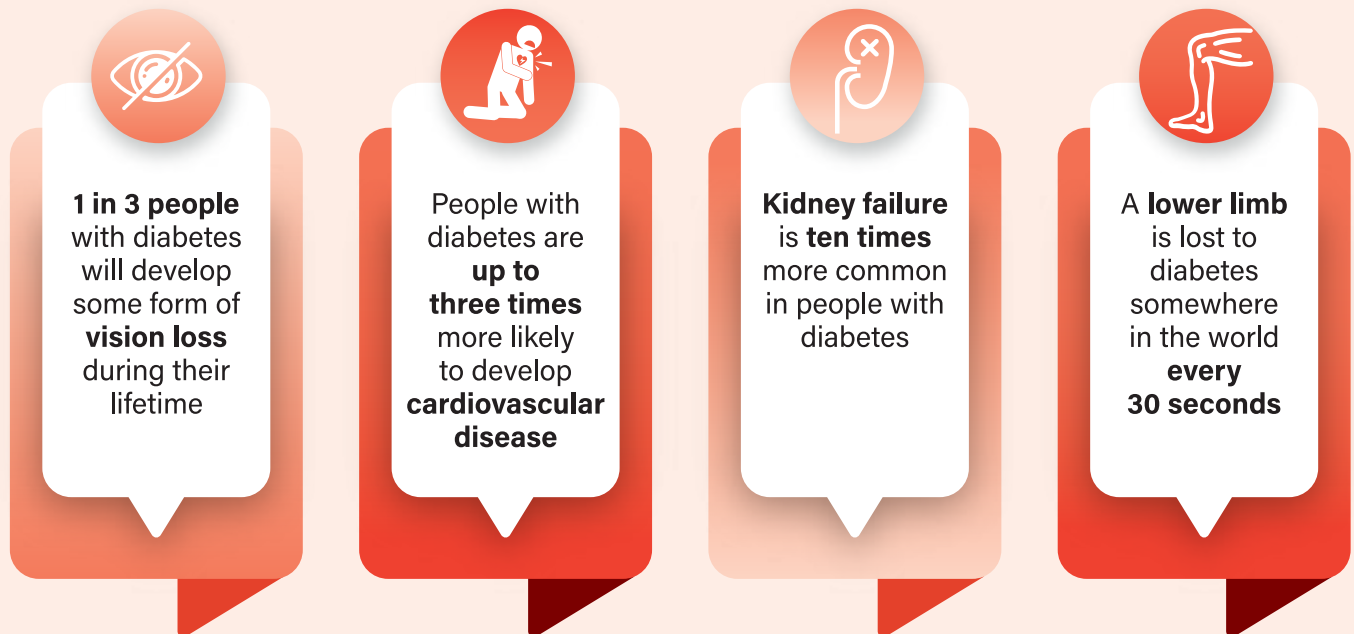 1 in 3 people
with diabetes
will develop
some form of
vision loss
during their
lifetime
People with
diabetes are
up to
three times
more likely
to develop
cardiovascular
disease
Kidney failure
is ten times
more common
in people with
diabetes
A lower limb
is lost to
diabetes
somewhere
in the world
every
30 seconds